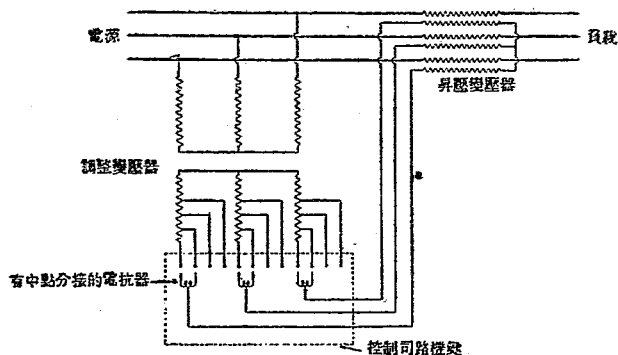 電源
負載
昇壓變壓器
調整變壓器
有中點分接的電抗器
控制司路機鍵